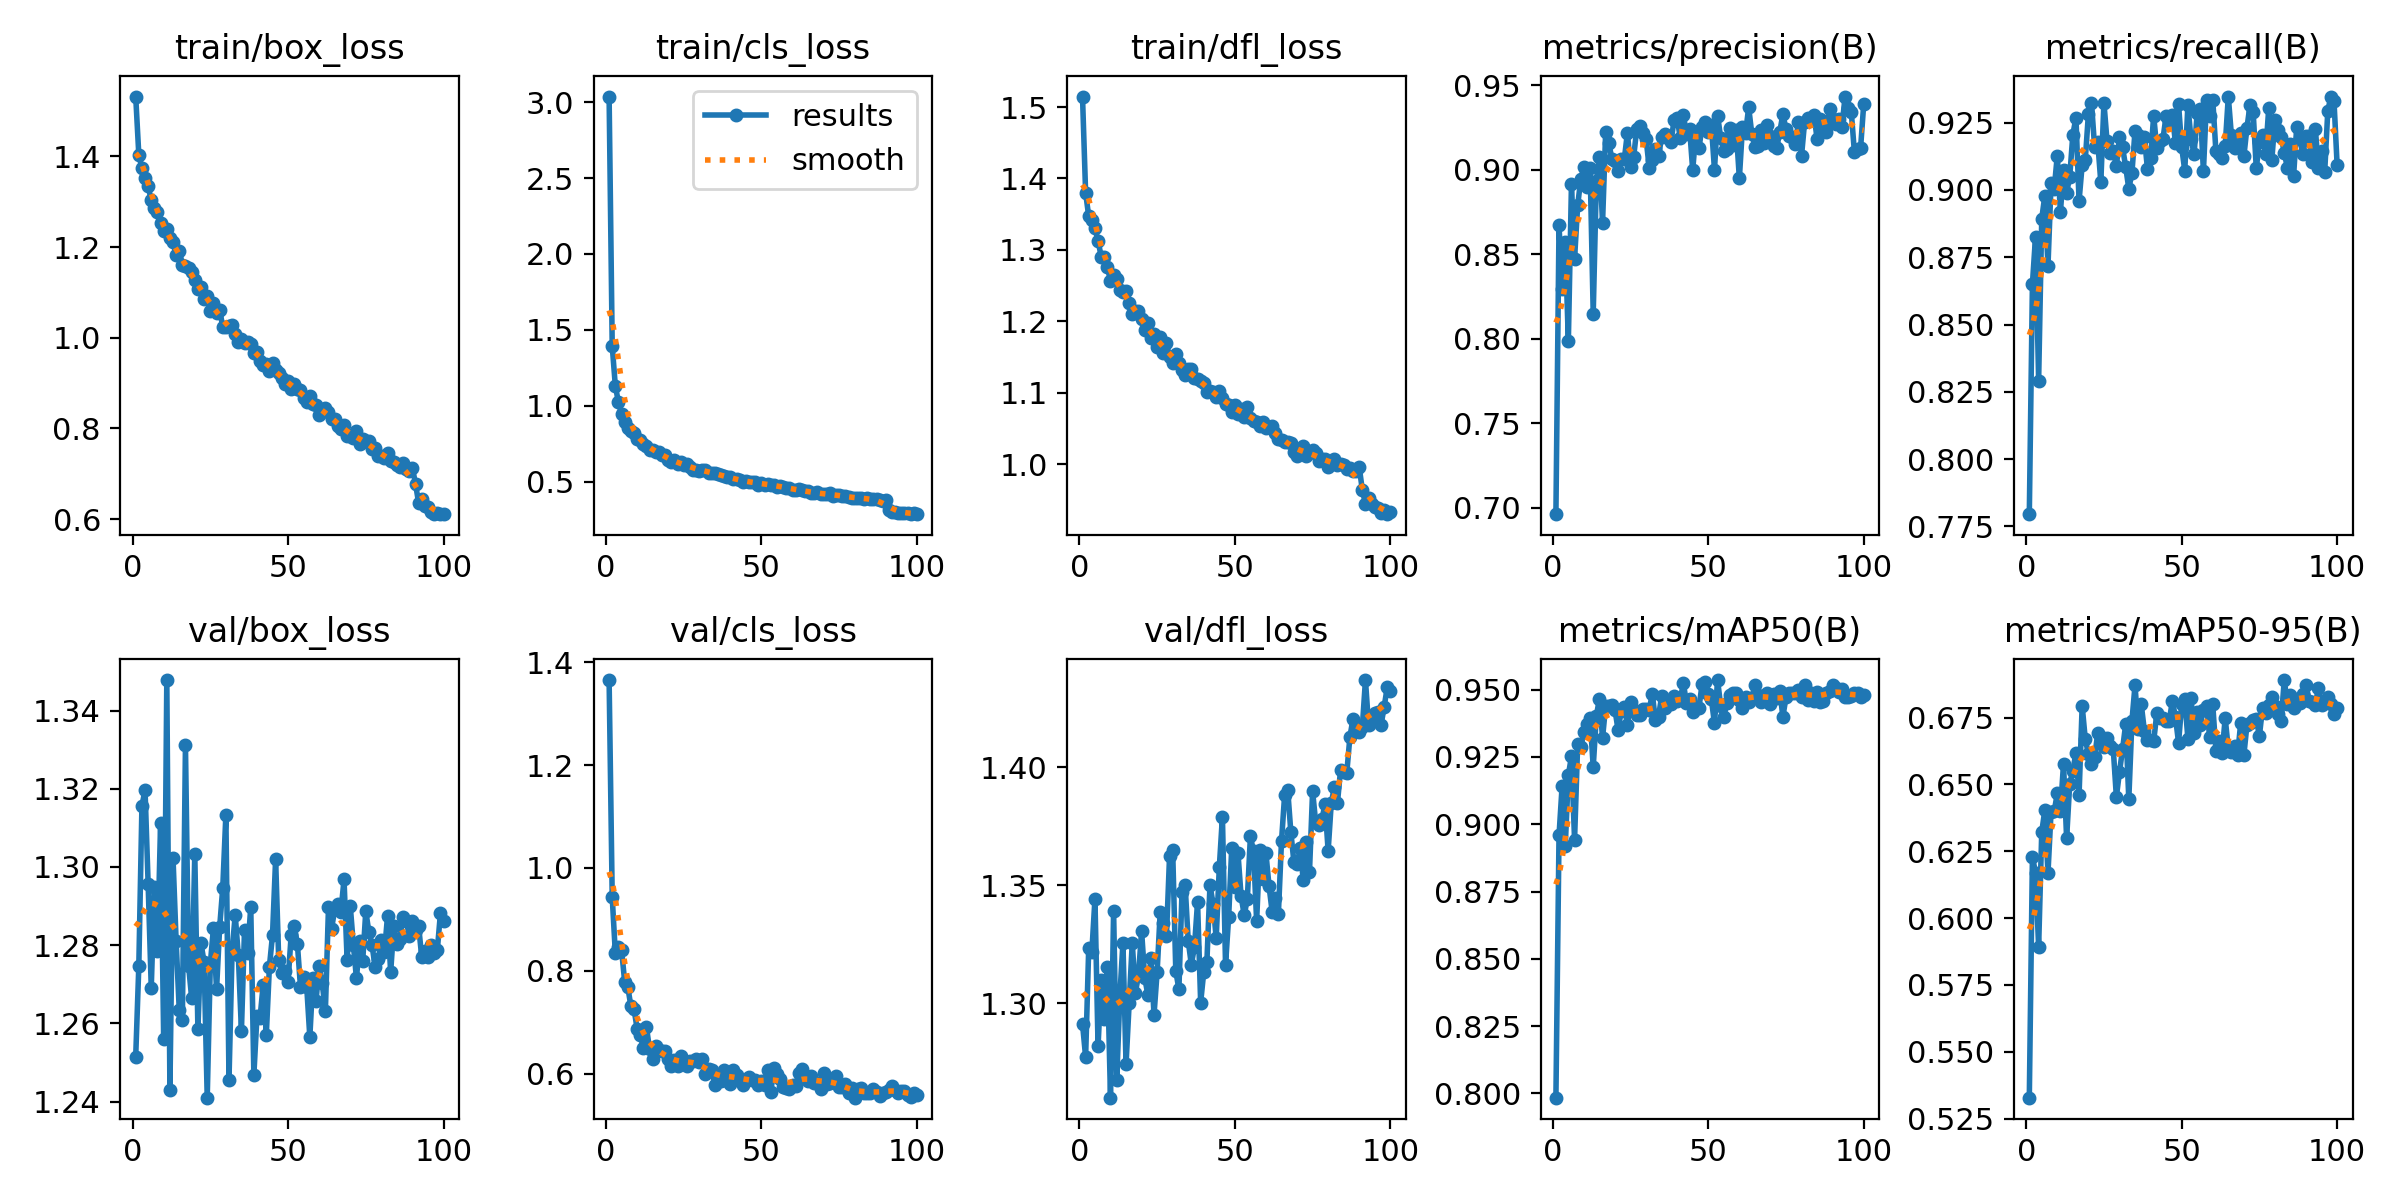 train/box_loss
1.4
1.2
1.0
0.8
0.6
0 50 100
train/cls_loss
results
smooth
3.0
2.5
2.0
1.5
1.0
0.5
0 50 100
train/dfl_loss
1.5
1.4
1.3
1.2
1.1
1.0
0 50 100
metrics/precision(B)
0.95
0.90
0.85
0.80
0.75
0.70
0 50 100
metrics/recall(B)
0.925
0.900
0.875
0.850
0.825
0.800
0.775
0 50 100
val/box_loss
1.34
1.32
1.30
1.28
1.26
1.24
0 50 100
val/cls_loss
1.4
1.2
1.0
0.8
0.6
0 50 100
val/dfl_loss
1.40
1.35
1.30
0 50 100
metrics/mAP50(B)
0.950
0.925
0.900
0.875
0.850
0.825
0.800
0 50 100
metrics/mAP50-95(B)
0.675
0.650
0.625
0.600
0.575
0.550
0.525
0 50 100